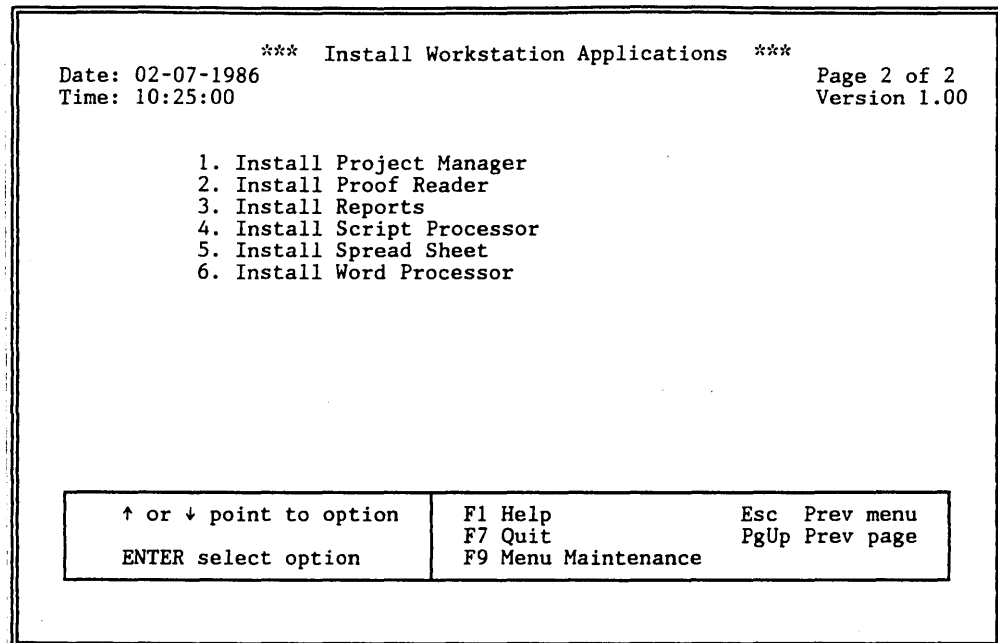 *** Install Workstation Applications ***
Date: 02-07-1986 Page 2 of 2
Time: 10:25:00 Version 1.00
1. Install Project Manager
2. Install Proof Reader
3. Install Reports
4. Install Script Processor
5. Install Spread Sheet
6. Install Word Processor
↑ or ↓ point to option F1 Help Esc Prev menu
F7 Quit PgUp Prev page
ENTER select option F9 Menu Maintenance